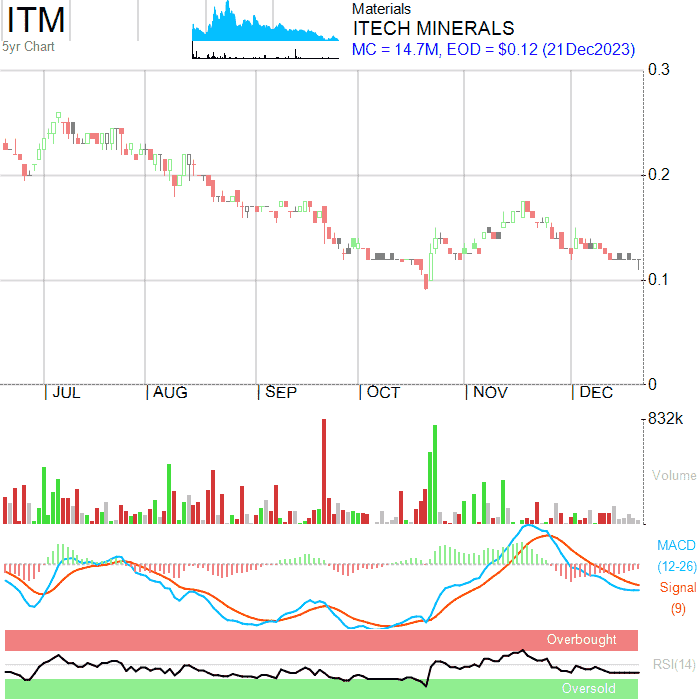 ITM
5yr Chart
Materials
ITECH MINERALS
MC = 14.7M, EOD = $0.12 (21Dec2023)
0.3
0.2
0.1
0
JUL AUG SEP OCT NOV DEC
832k
Volume
MACD
(12-26)
Signal
(9)
Overbought
RSI(14)
Oversold